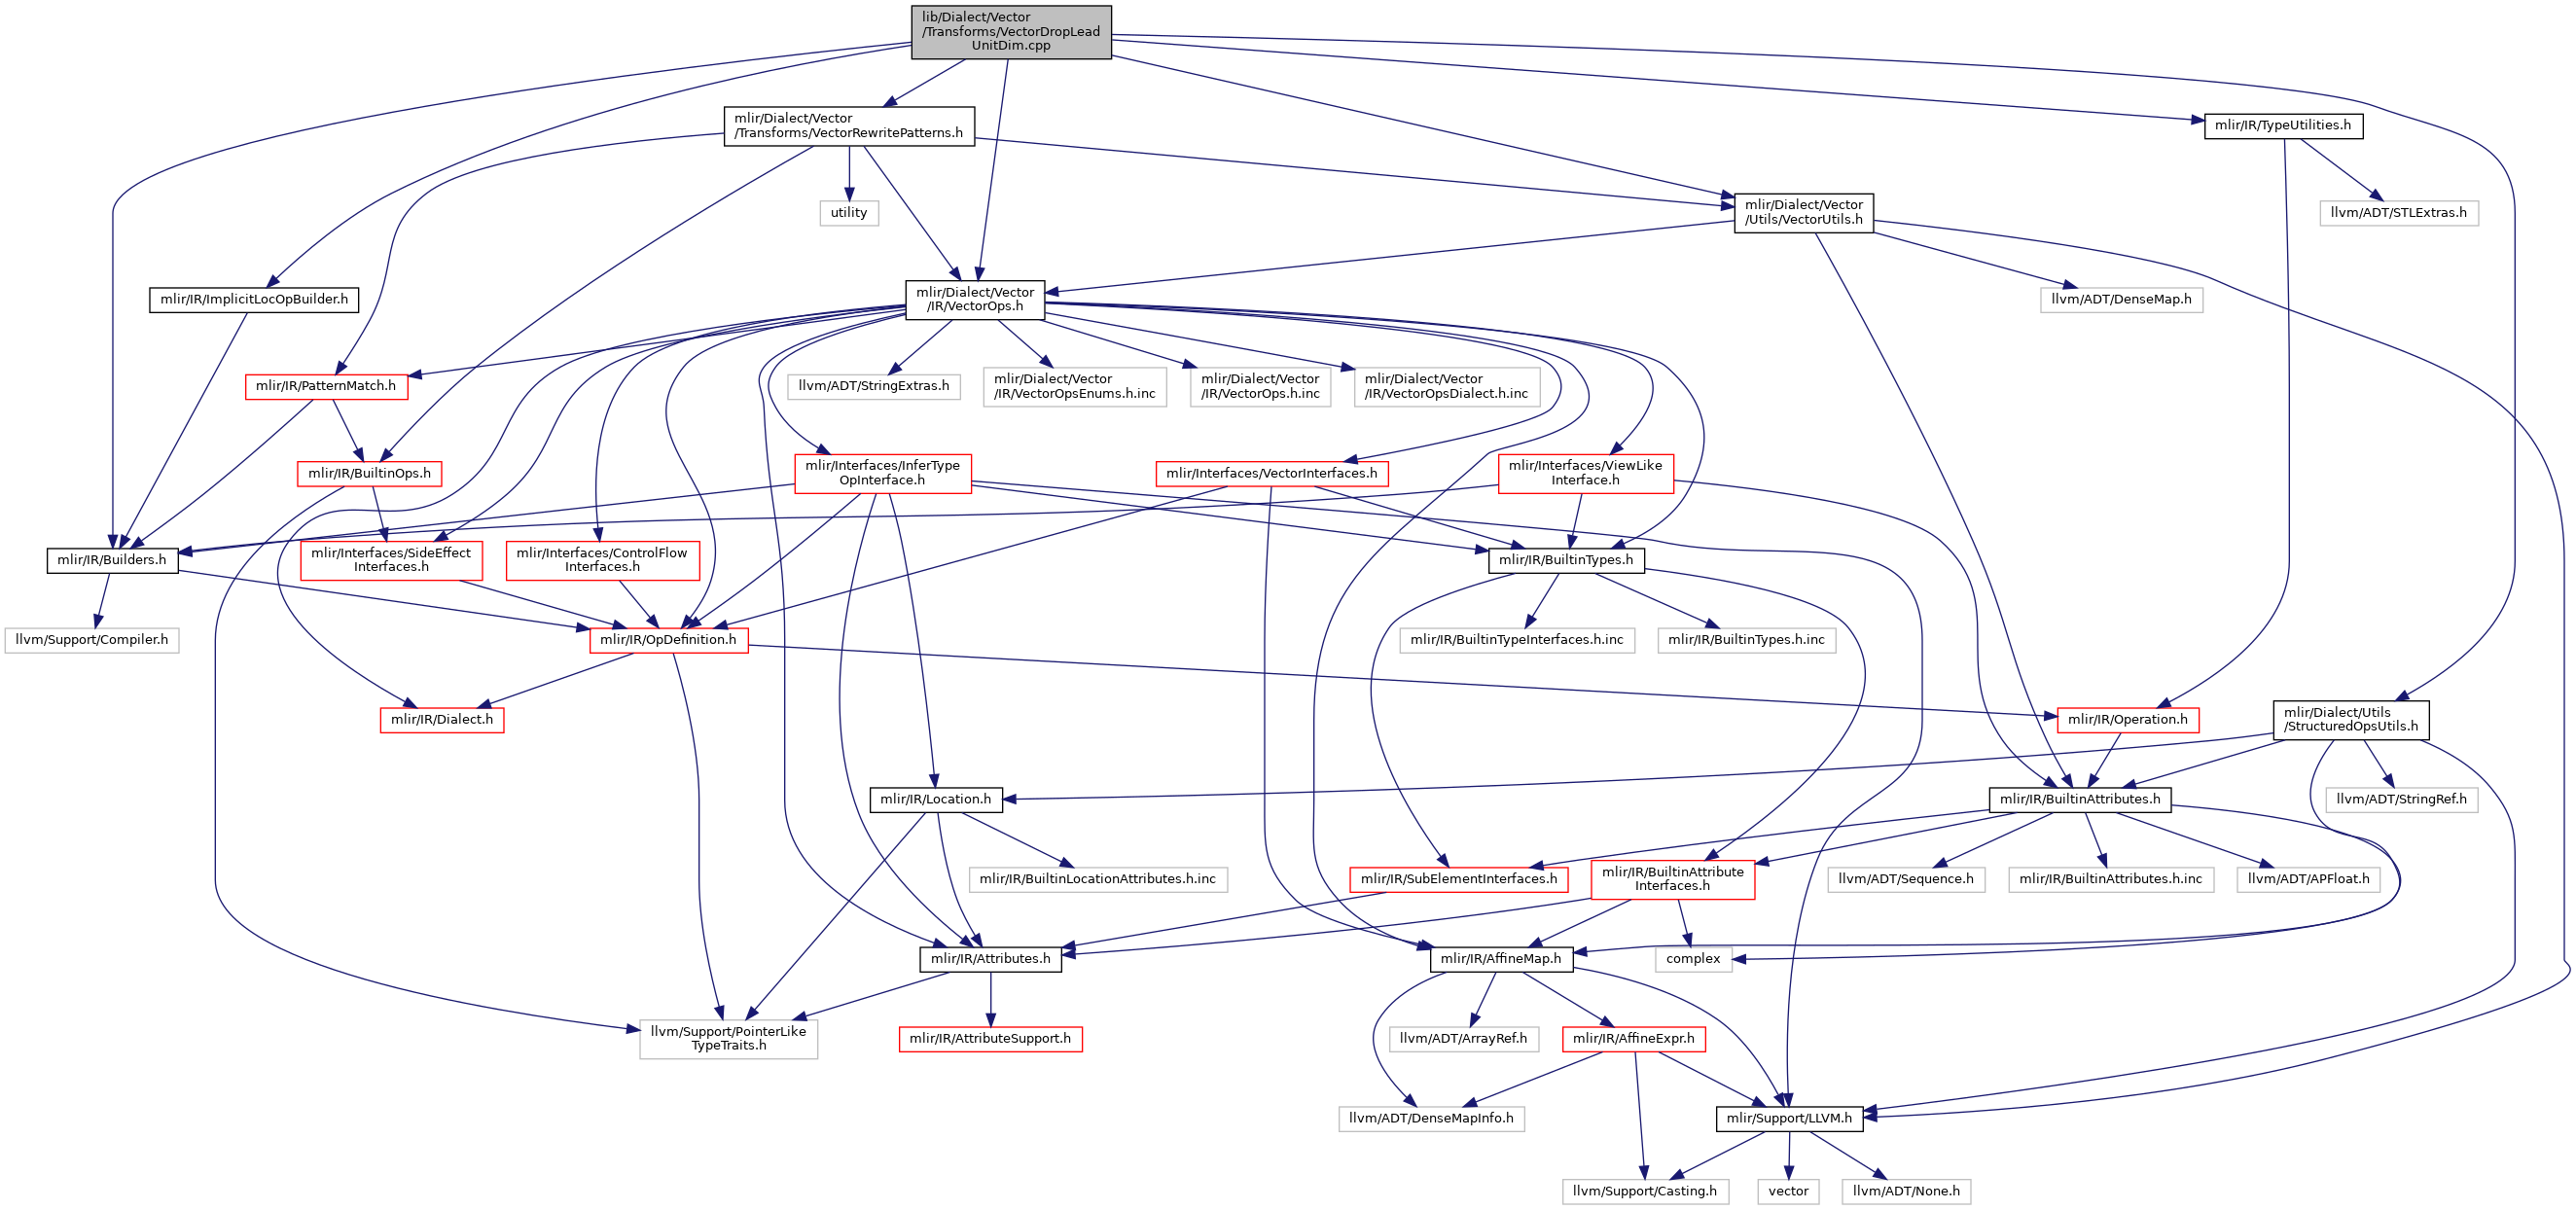 lib/Dialect/Vector
/Transforms/VectorDropLead
UnitDim.cpp
mlir/Dialect/Vector
/Transforms/VectorRewritePatterns.h
mlir/IR/TypeUtilities.h
utility
mlir/Dialect/Vector
/Utils/VectorUtils.h
llvm/ADT/STLExtras.h
mlir/IR/ImplicitLocOpBuilder.h
mlir/Dialect/Vector
/IR/VectorOps.h
llvm/ADT/DenseMap.h
mlir/IR/PatternMatch.h
llvm/ADT/StringExtras.h
mlir/Dialect/Vector
/IR/VectorOpsEnums.h.inc
mlir/Dialect/Vector
/IR/VectorOps.h.inc
mlir/Dialect/Vector
/IR/VectorOpsDialect.h.inc
mlir/IR/BuiltinOps.h
mlir/Interfaces/InferType
OpInterface.h
mlir/Interfaces/VectorInterfaces.h
mlir/Interfaces/ViewLike
Interface.h
mlir/IR/Builders.h
mlir/Interfaces/SideEffect
Interfaces.h
mlir/Interfaces/ControlFlow
Interfaces.h
mlir/IR/BuiltinTypes.h
llvm/Support/Compiler.h
mlir/IR/OpDefinition.h
mlir/IR/BuiltinTypeInterfaces.h.inc
mlir/IR/BuiltinTypes.h.inc
mlir/IR/Dialect.h
mlir/IR/Operation.h
mlir/Dialect/Utils
/StructuredOpsUtils.h
mlir/IR/Location.h
mlir/IR/BuiltinAttributes.h
llvm/ADT/StringRef.h
mlir/IR/BuiltinLocationAttributes.h.inc
mlir/IR/SubElementInterfaces.h
mlir/IR/BuiltinAttribute
Interfaces.h
llvm/ADT/Sequence.h
mlir/IR/BuiltinAttributes.h.inc
llvm/ADT/APFloat.h
mlir/IR/Attributes.h
mlir/IR/AffineMap.h
complex
llvm/Support/PointerLike
TypeTraits.h
mlir/IR/AttributeSupport.h
llvm/ADT/ArrayRef.h
mlir/IR/AffineExpr.h
llvm/ADT/DenseMapInfo.h
mlir/Support/LLVM.h
llvm/Support/Casting.h
vector
llvm/ADT/None.h